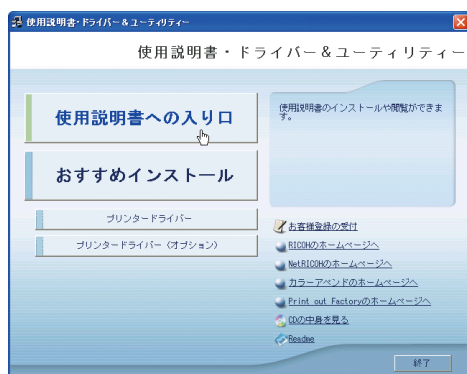 使用説明書・ドライバー＆ユーティリティー
使用説明書・ドライバー＆ユーティリティー
使用説明書への入り口
おすすめインストール
プリンタードライバー
プリンタードライバー（オプション）
使用説明書のインストールや閲覧ができま
す。
お客様登録の受付
RICOHのホームページへ
NetRICOHのホームページへ
カラーアペンドのホームページへ
Print out Factoryのホームページへ
CDの中身を見る
Readme
終了